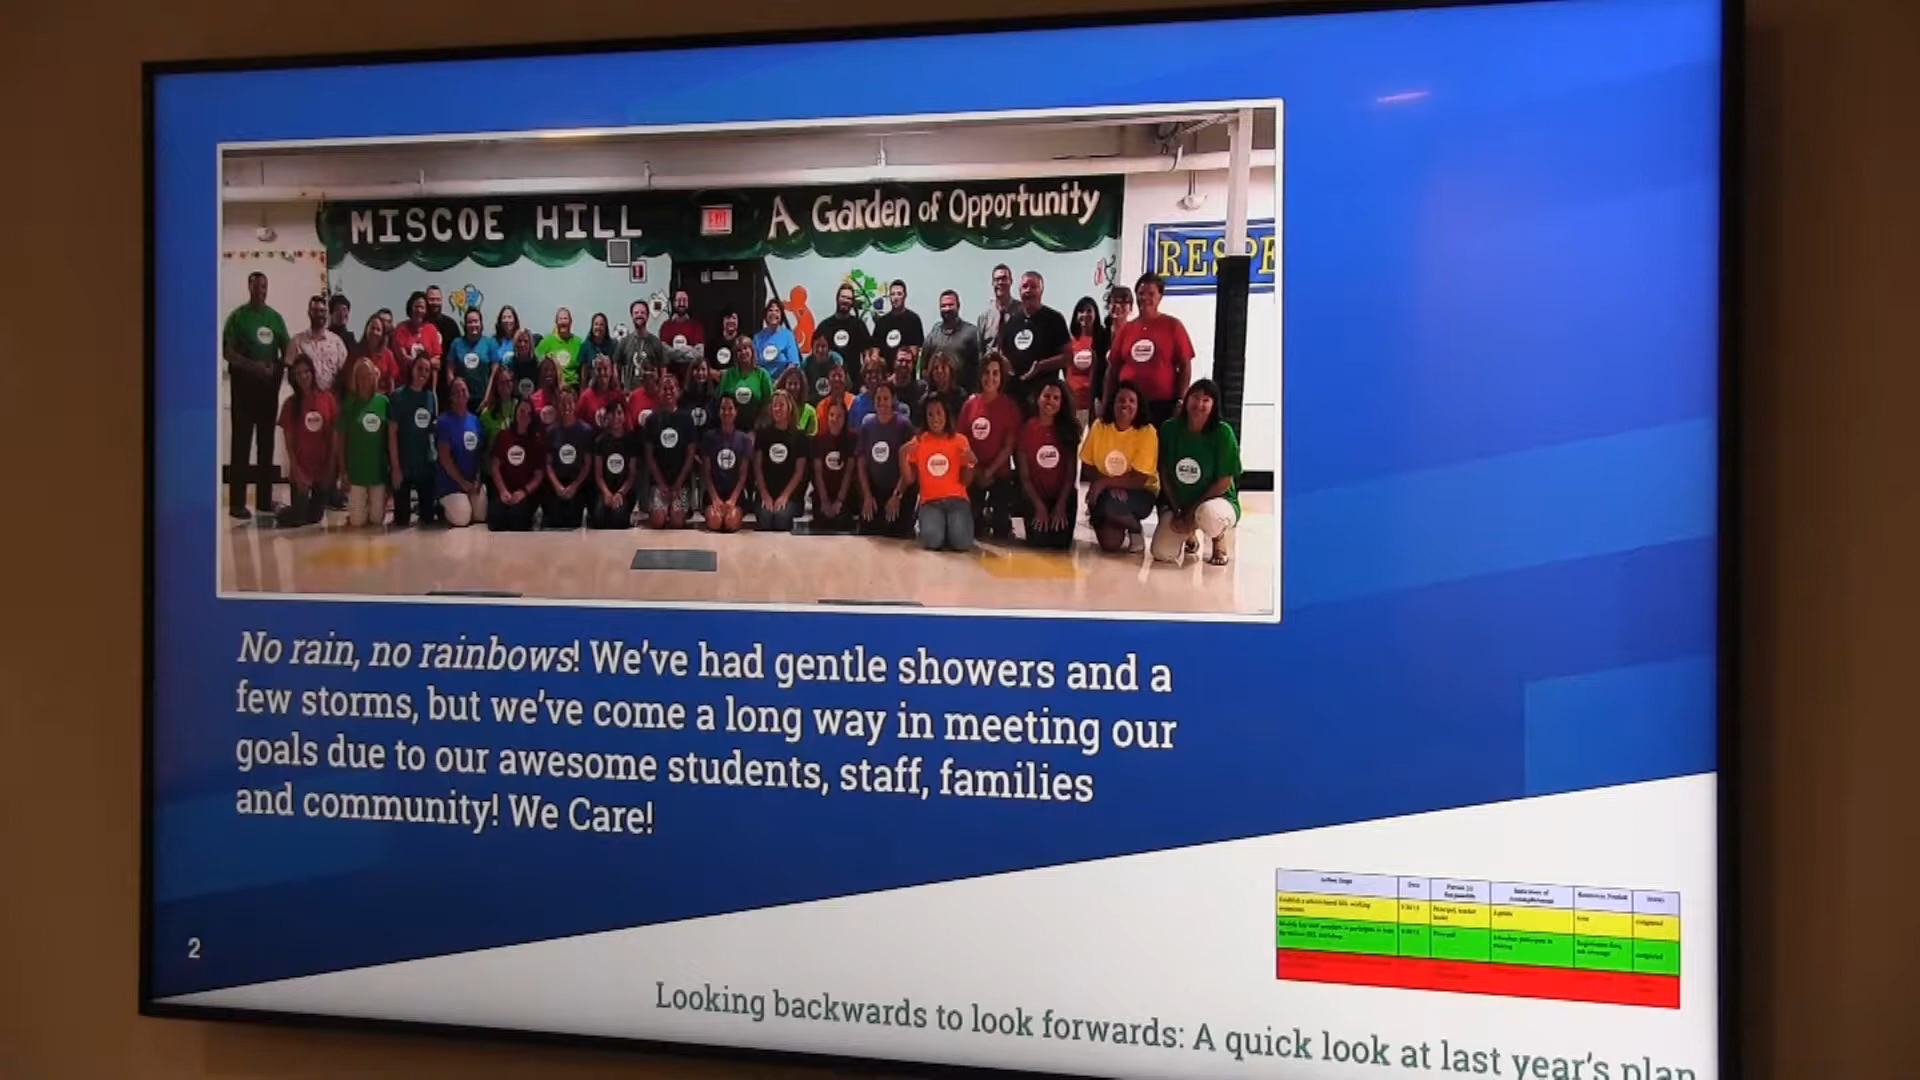 MISCOE HILL EXIT A Garden of Opportunity
RESPE
No rain, no rainbows! We've had gentle showers and a
few storms, but we've come a long way in meeting our
goals due to our awesome students, staff, families
and community! We Care!
2
Looking backwards to look forwards: A quick look at last year's plan